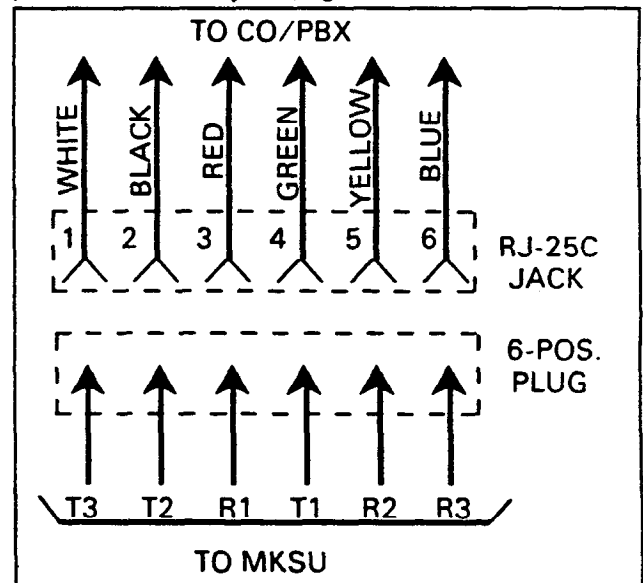 TO CO/PBX
WHITE BLACK RED GREEN YELLOW BLUE
1 2 3 4 5 6
RJ-25C
JACK
6-POS.
PLUG
T3 T2 R1 T1 R2 R3
TO MKSU